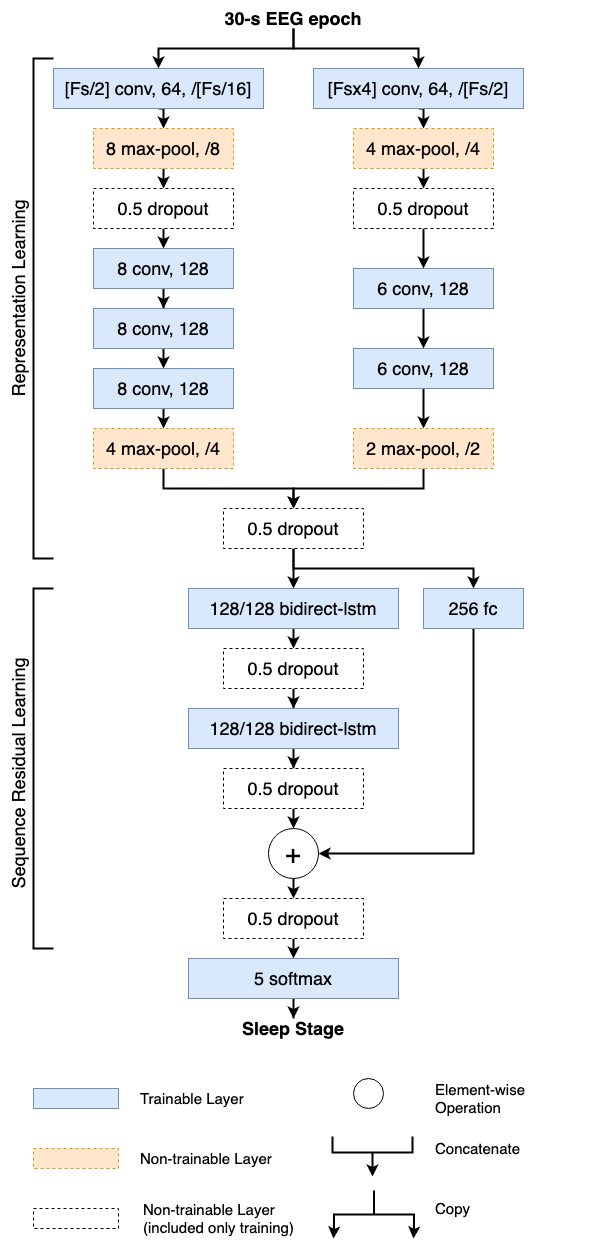 30-s EEG epoch
[Fs/2] conv, 64, /[Fs/16]
[Fsx4] conv, 64, /[Fs/2]
8 max-pool, /8
4 max-pool, /4
0.5 dropout
0.5 dropout
Representation Learning
8 conv, 128
6 conv, 128
8 conv, 128
6 conv, 128
8 conv, 128
4 max-pool, /4
2 max-pool, /2
0.5 dropout
Sequence Residual Learning
128/128 bidirect-lstm
256 fc
0.5 dropout
128/128 bidirect-lstm
0.5 dropout
+
0.5 dropout
5 softmax
Sleep Stage
Trainable Layer
Element-wise
Operation
Non-trainable Layer
Concatenate
Non-trainable Layer
(included only training)
Copy